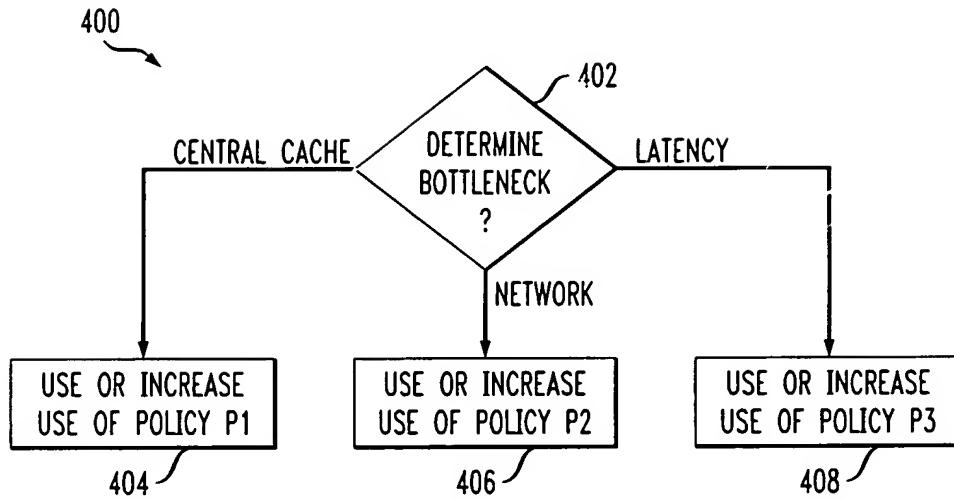 400
402
CENTRAL CACHE
DETERMINE
BOTTLENECK
?
LATENCY
NETWORK
USE OR INCREASE
USE OF POLICY P1
404
USE OR INCREASE
USE OF POLICY P2
406
USE OR INCREASE
USE OF POLICY P3
408